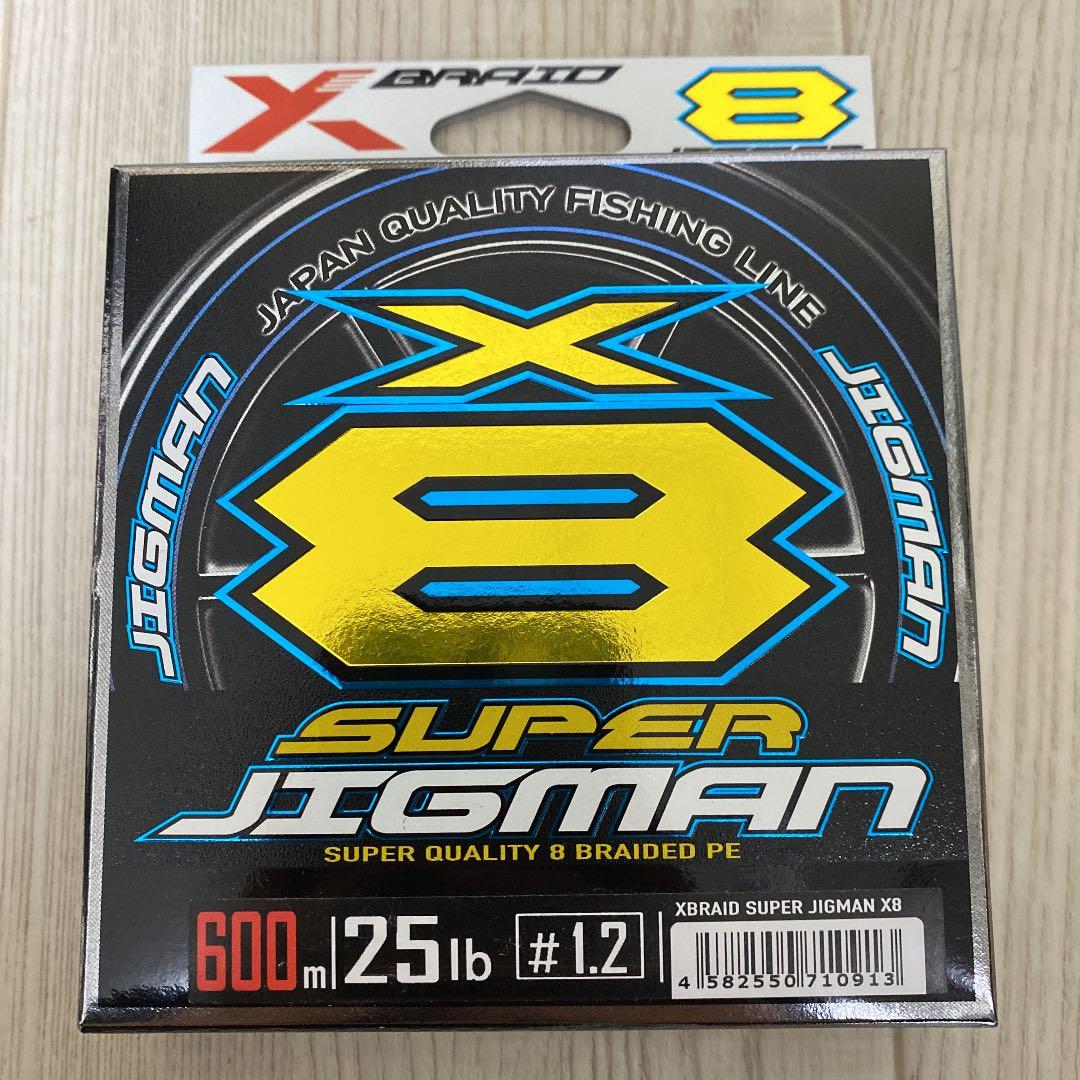 X BRAID
8
JAPAN QUALITY FISHING LINE
JIGMAN
JIGMAN
X
8
SUPER
JIGMAN
SUPER QUALITY 8 BRAIDED PE
600m 25lb #1.2
XBRAID SUPER JIGMAN X8
4 582550 710913